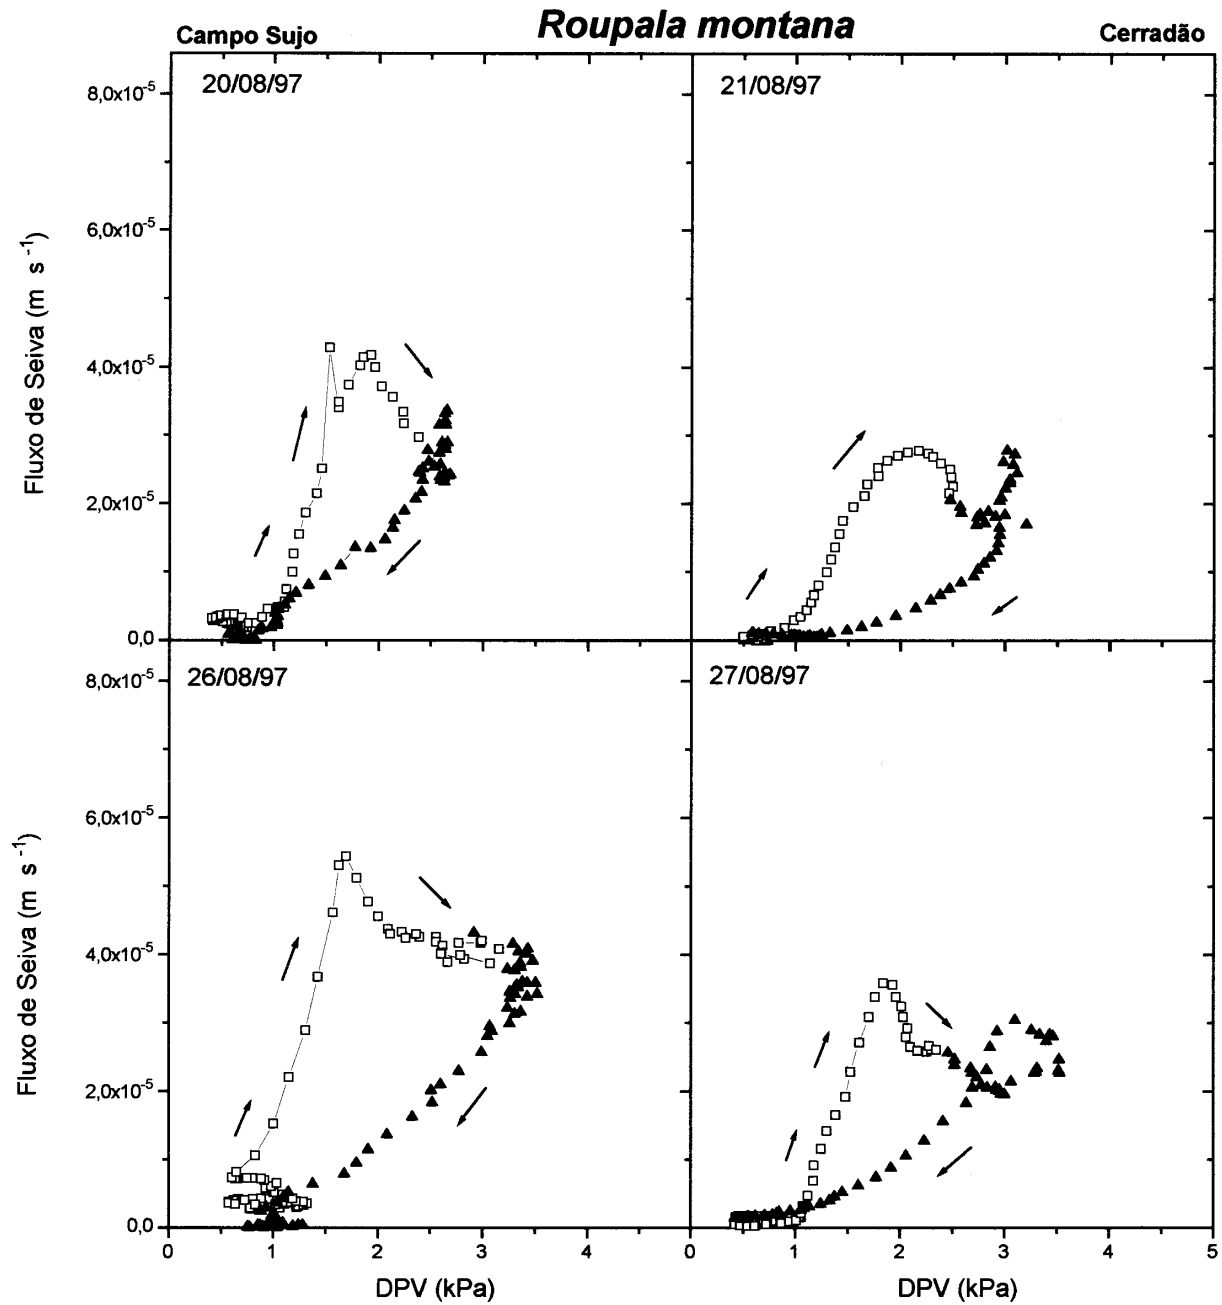 Roupala montana
Campo Sujo
Cerradão
20/08/97
21/08/97
8,0x10-5
6,0x10-5
4,0x10-5
2,0x10-5
0,0
Fluxo de Seiva (m s -1)
26/08/97
27/08/97
8,0x10-5
6,0x10-5
4,0x10-5
2,0x10-5
0,0
Fluxo de Seiva (m s -1)
0 1 2 3 4 0 1 2 3 4 5
DPV (kPa) DPV (kPa)